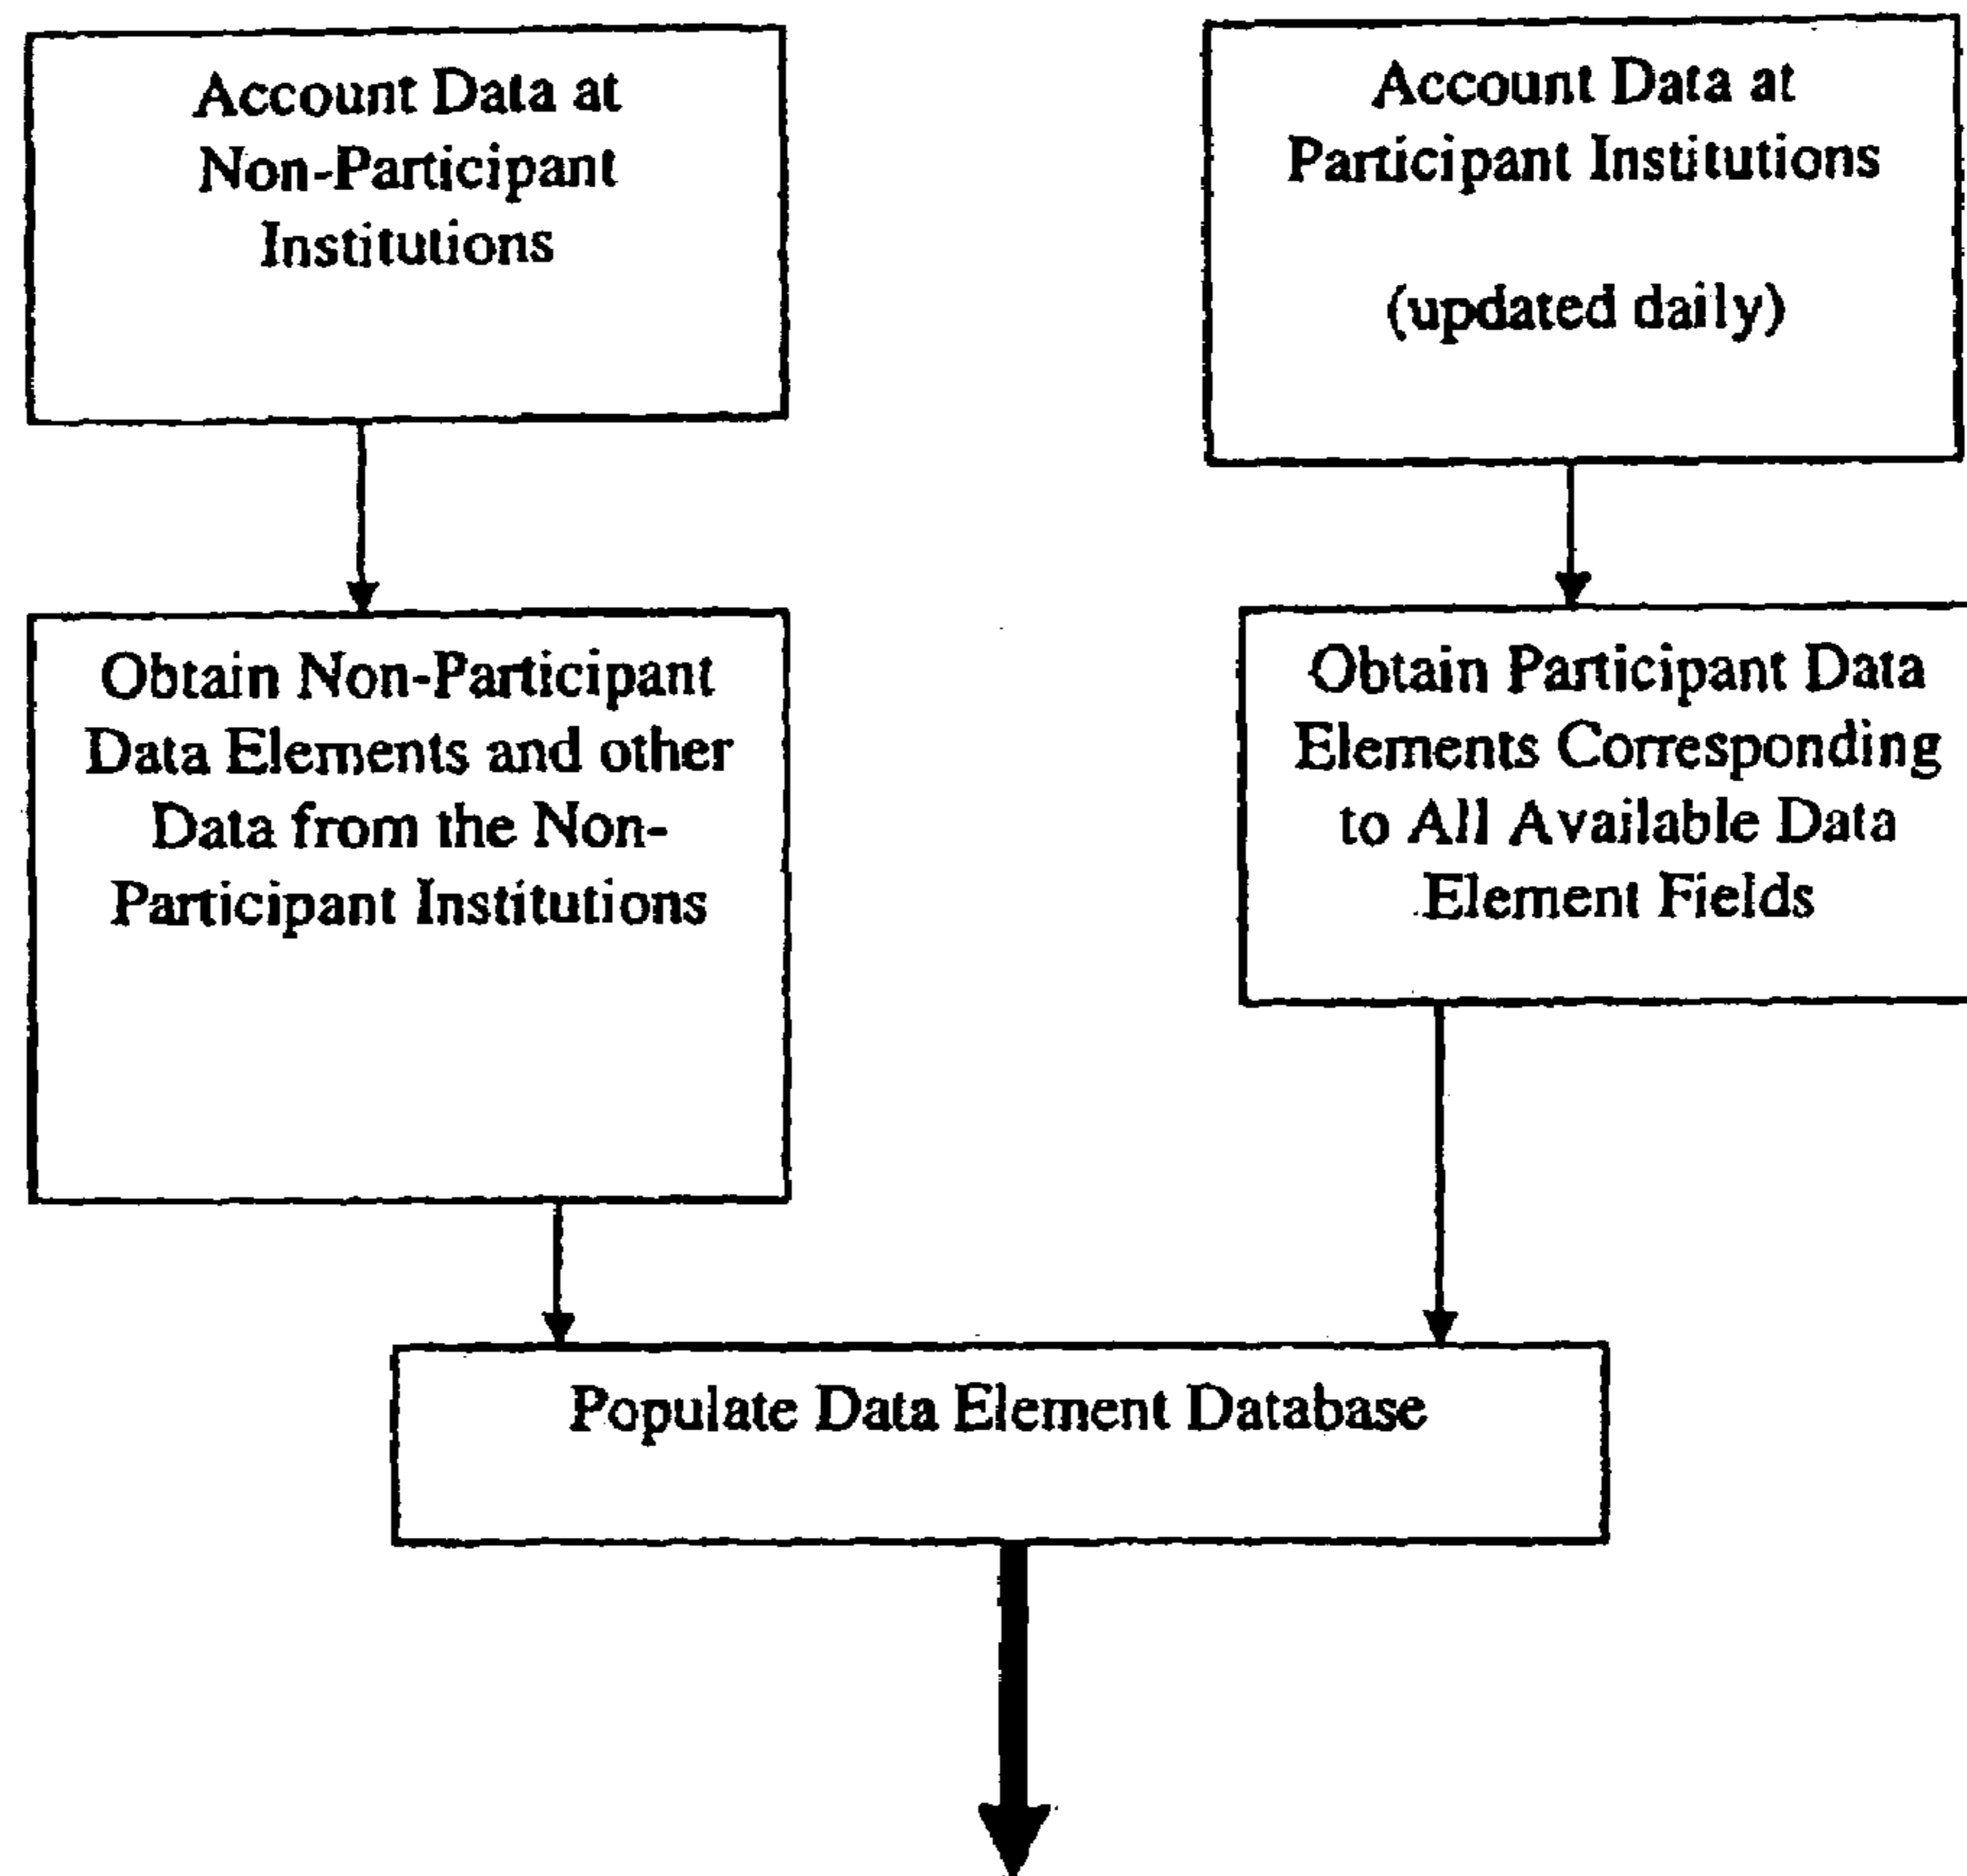 Account Data at
Non-Participant
Institutions
Account Data at
Participant Institutions
(updated daily)
Obtain Non-Participant
Data Elements and other
Data from the Non-
Participant Institutions
Obtain Participant Data
Elements Corresponding
to All Available Data
Element Fields
Populate Data Element Database